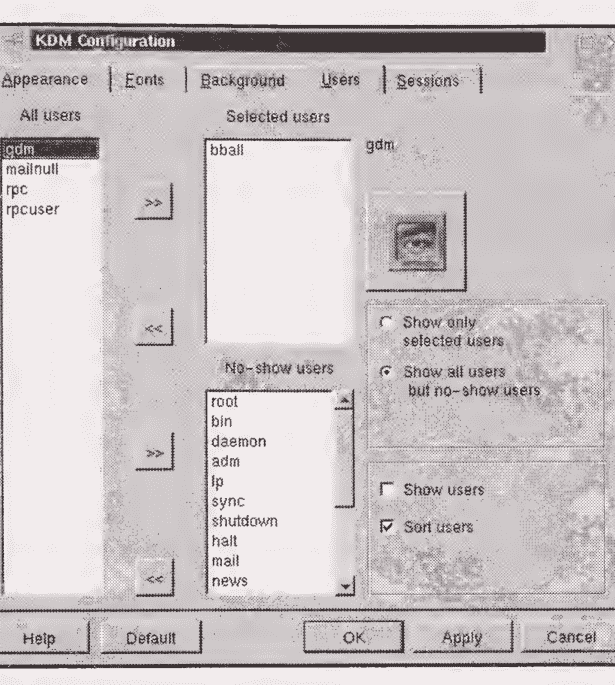 KDM Configuration
Appearance
Fonts
Background
Users
Sessions
All users
gdm
mailnull
rpc
rpcuser
>>
<<
>>
<<
Selected users
bball
No-show users
root
bin
daemon
adm
lp
sync
shutdown
halt
mail
news
gdm
Show only
selected users
Show all users
but no-show users
Show users
Sort users
Help
Default
OK
Apply
Cancel